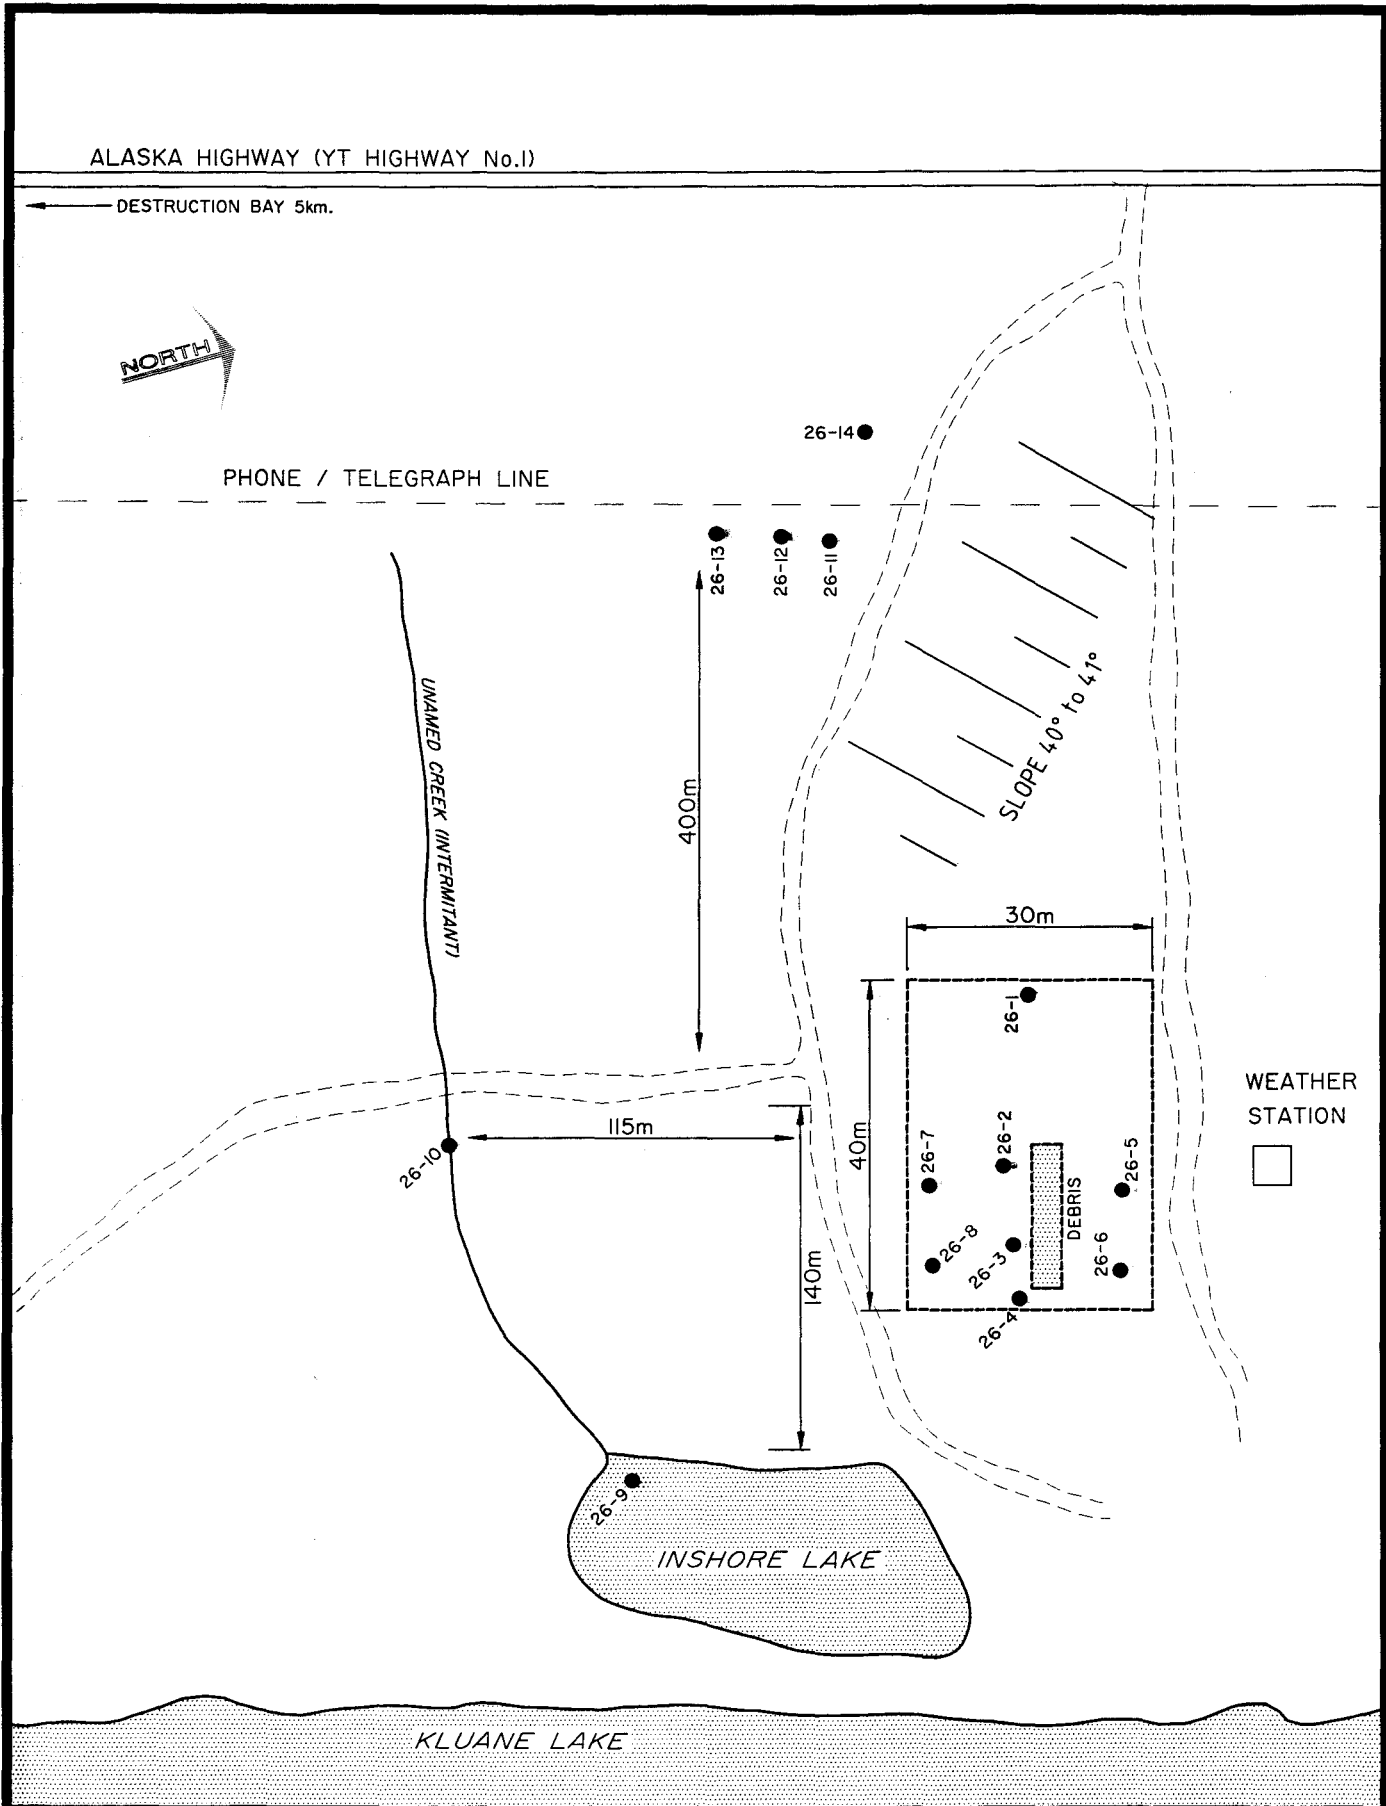 ALASKA HIGHWAY (YT HIGHWAY No.1)
DESTRUCTION BAY 5km.
NORTH
26-14
PHONE / TELEGRAPH LINE
26-13
26-12
26-11
UNAMED CREEK (INTERMITANT)
400m
SLOPE 40° to 41°
30m
26-1
WEATHER
STATION
115m
40m
26-10
26-7
26-2
26-5
DEBRIS
26-8
26-3
26-6
140m
26-4
26-9
INSHORE LAKE
KLUANE LAKE